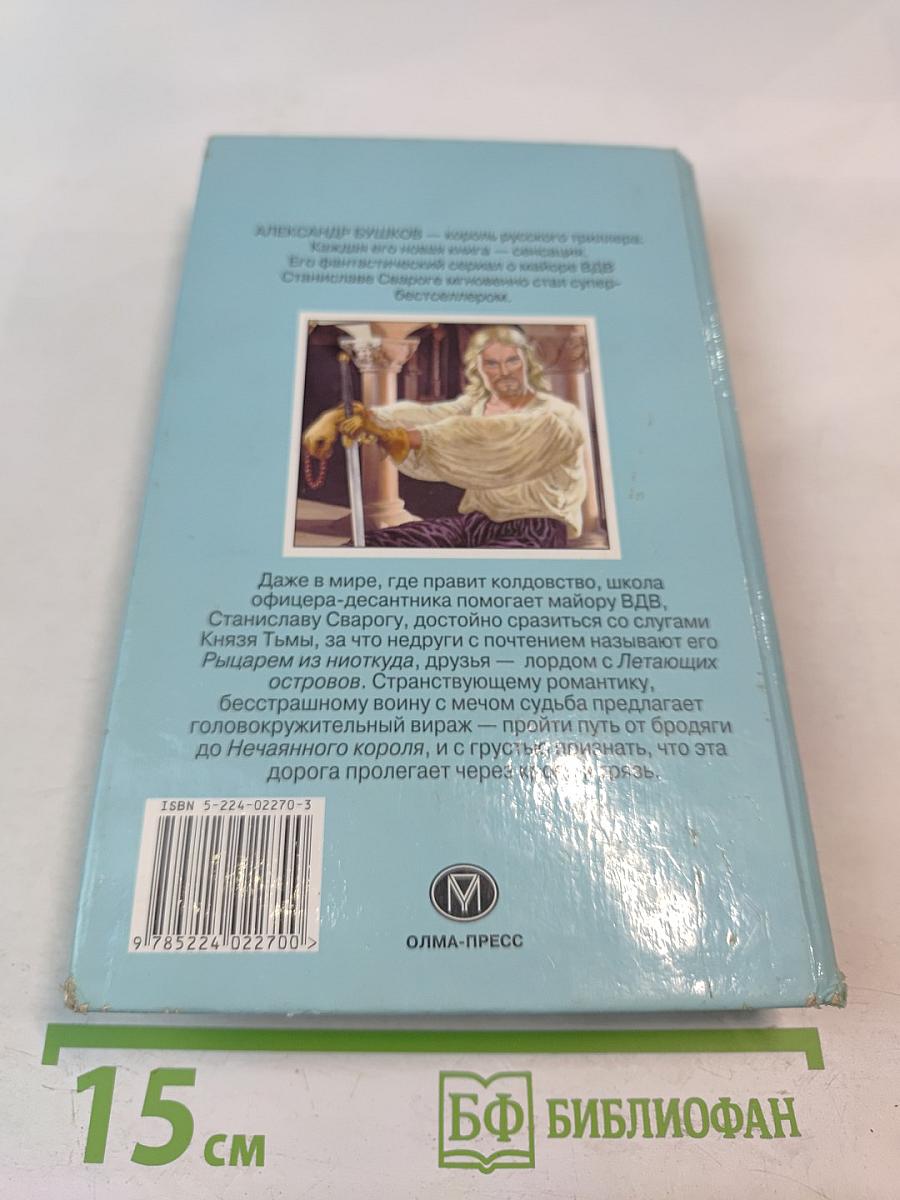 АЛЕКСАНДР БУШКОВ — король русского триллера.
Каждая его новая книга — сенсация.
Его фантастический сериал о майоре ВДВ
Станиславе Свароге мгновенно стал супер-
бестселлером.
Даже в мире, где правит колдовство, школа
офицера-десантника помогает майору ВДВ,
Станиславу Сварогу, достойно сразиться со слугами
Князя Тьмы, за что недруги с почтением называют его
Рыцарем из ниоткуда, друзья — лордом с Летающих
островов. Странствующему романтику,
бесстрашному воину с мечом судьба предлагает
головокружительный вираж — пройти путь от бродяги
до Нечаянного короля, и с грустью признать, что эта
дорога пролегает через грязь.
ISBN 5-224-02270-3
9 785224 022700 >
ОЛМА-ПРЕСС
15 см
БФ БИБЛИОФАН